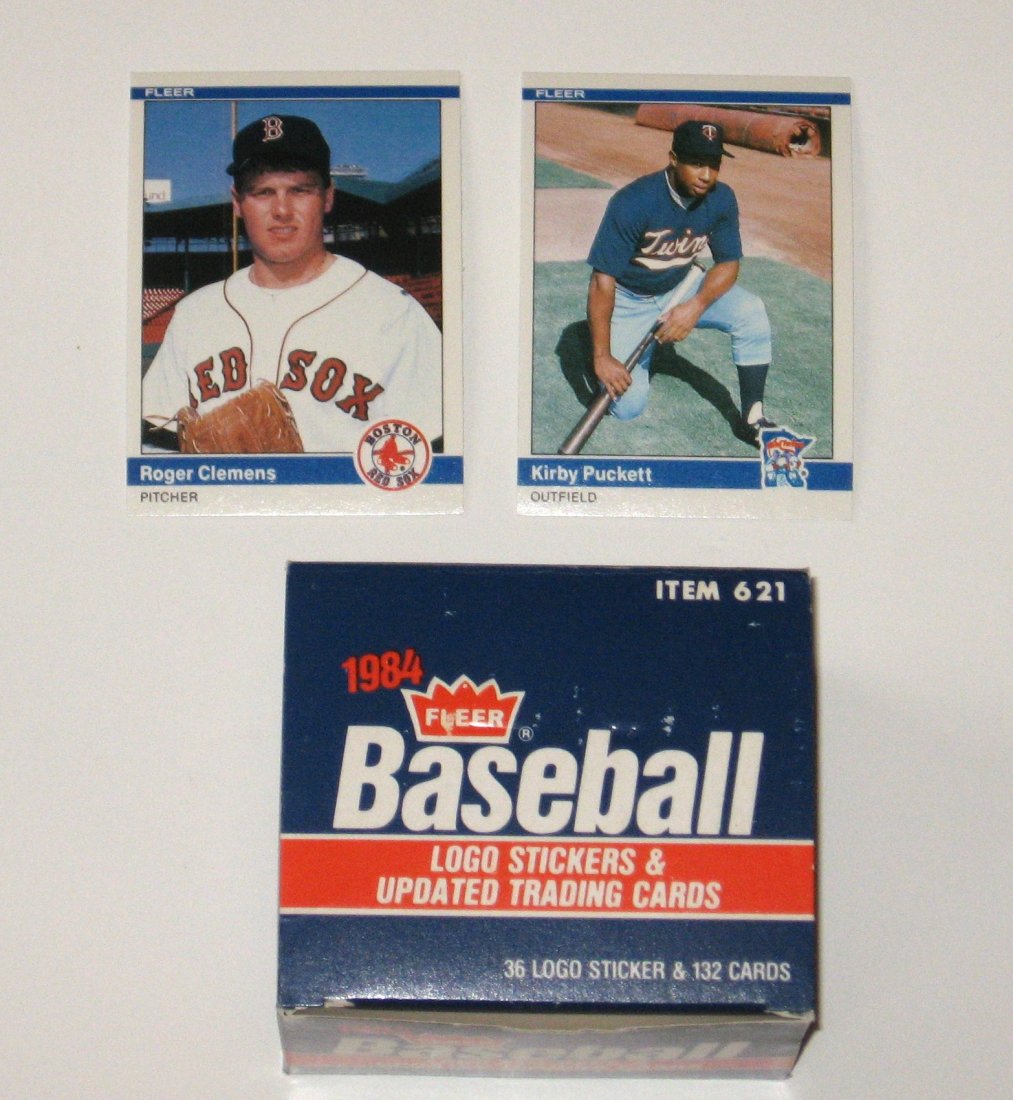 FLEER
B
RED SOX
BOSTON
RED SOX
Roger Clemens
PITCHER
FLEER
T
Twins
Kirby Puckett
OUTFIELD
ITEM 621
1984
FLEER ®
Baseball
LOGO STICKERS &
UPDATED TRADING CARDS
36 LOGO STICKER & 132 CARDS
Baseball